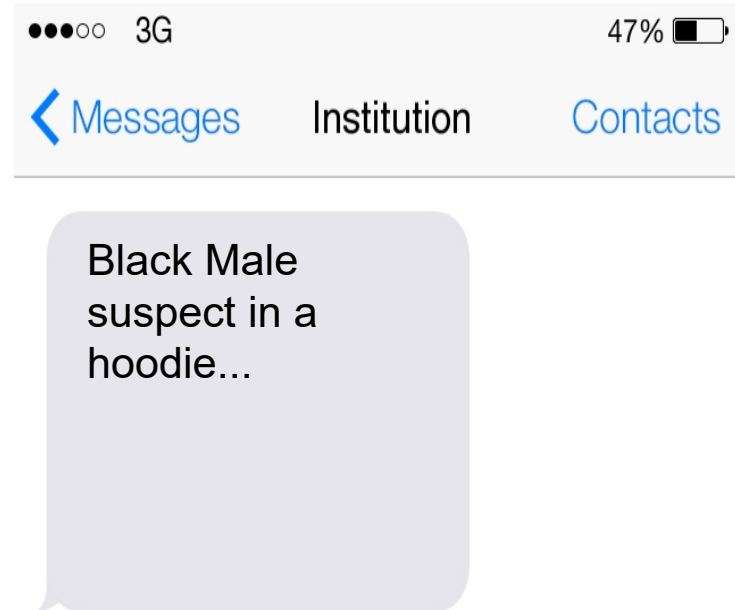 3G 47%
Messages Institution Contacts
Black Male
suspect in a
hoodie...